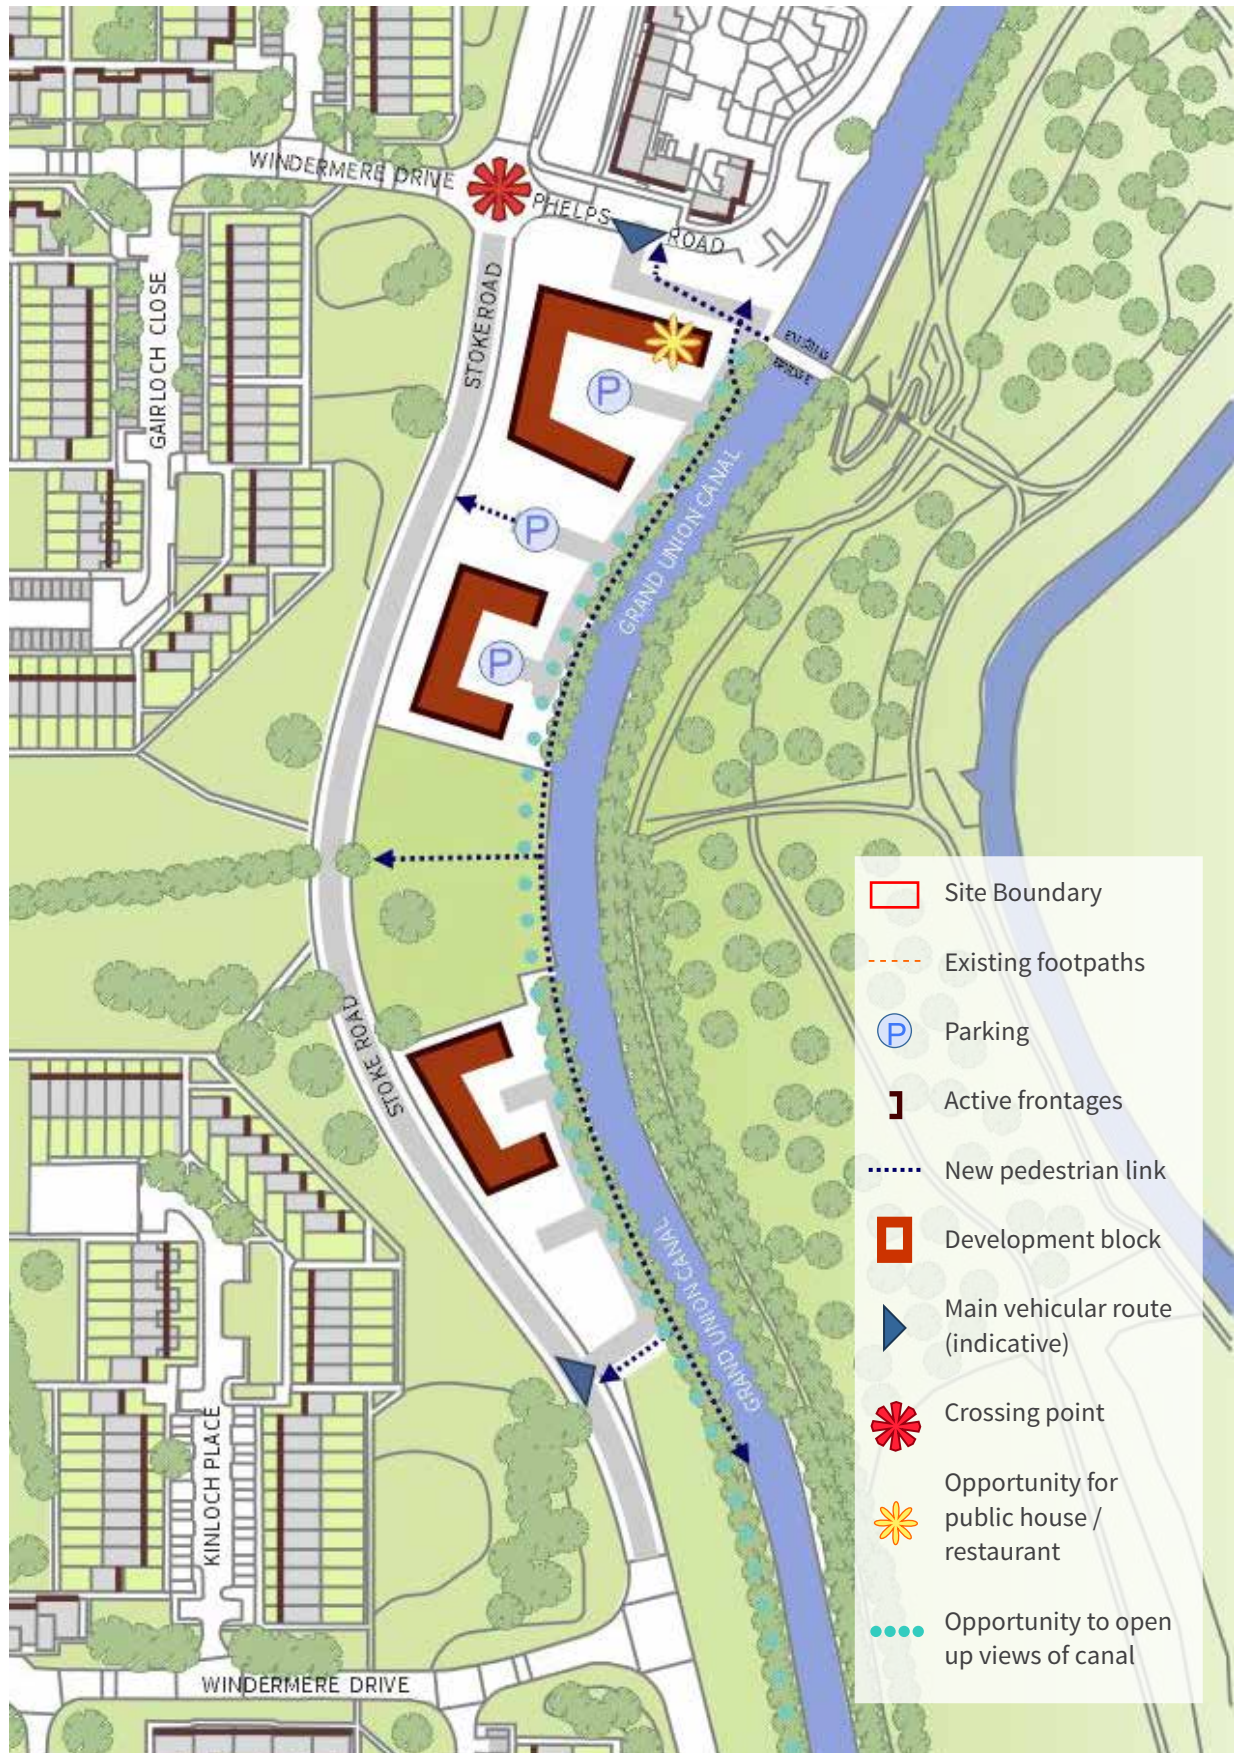 WINDERMERE DRIVE
PHELPS ROAD
STOKE ROAD
GAIRLOCH CLOSE
P
EXISTING
BRIDGE
GRAND UNION CANAL
P
P
STOKE ROAD
GRAND UNION CANAL
KINLOCH PLACE
WINDERMERE DRIVE
Site Boundary
Existing footpaths
P
Parking
Active frontages
New pedestrian link
Development block
Main vehicular route
(indicative)
Crossing point
Opportunity for
public house /
restaurant
Opportunity to open
up views of canal